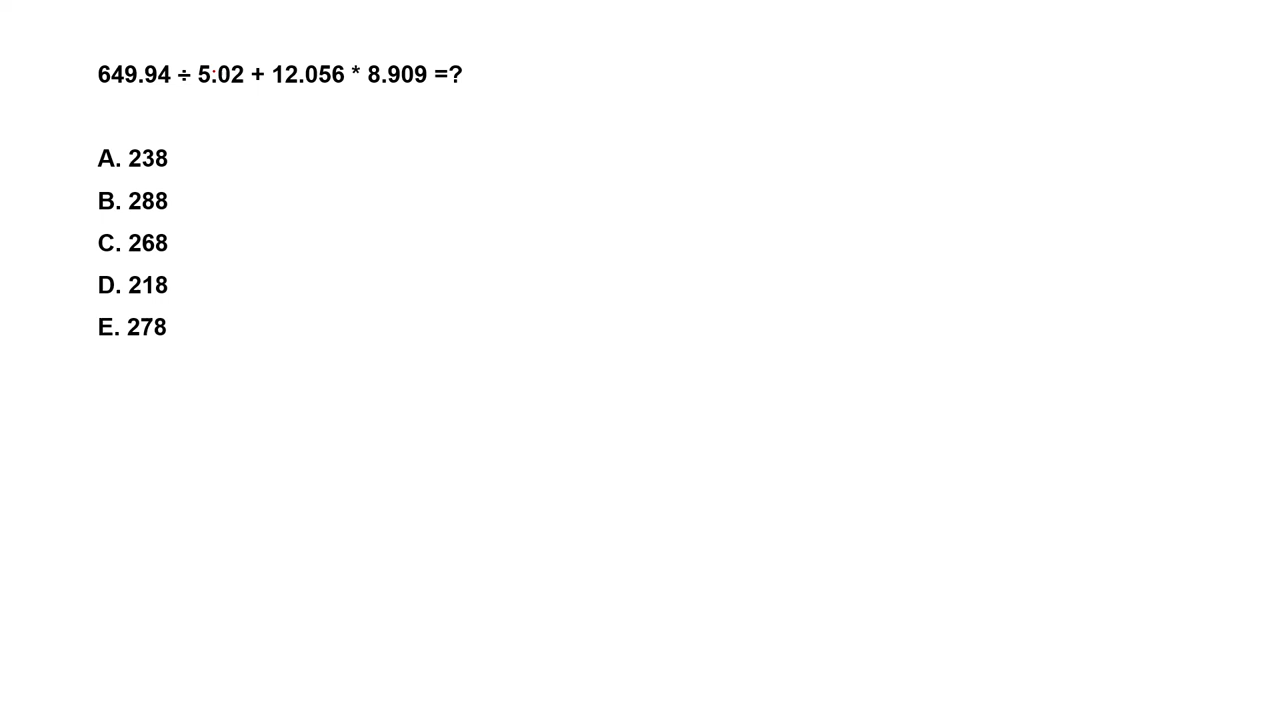 649.94 ÷ 5.02 + 12.056 * 8.909 =?
A. 238
B. 288
C. 268
D. 218
E. 278